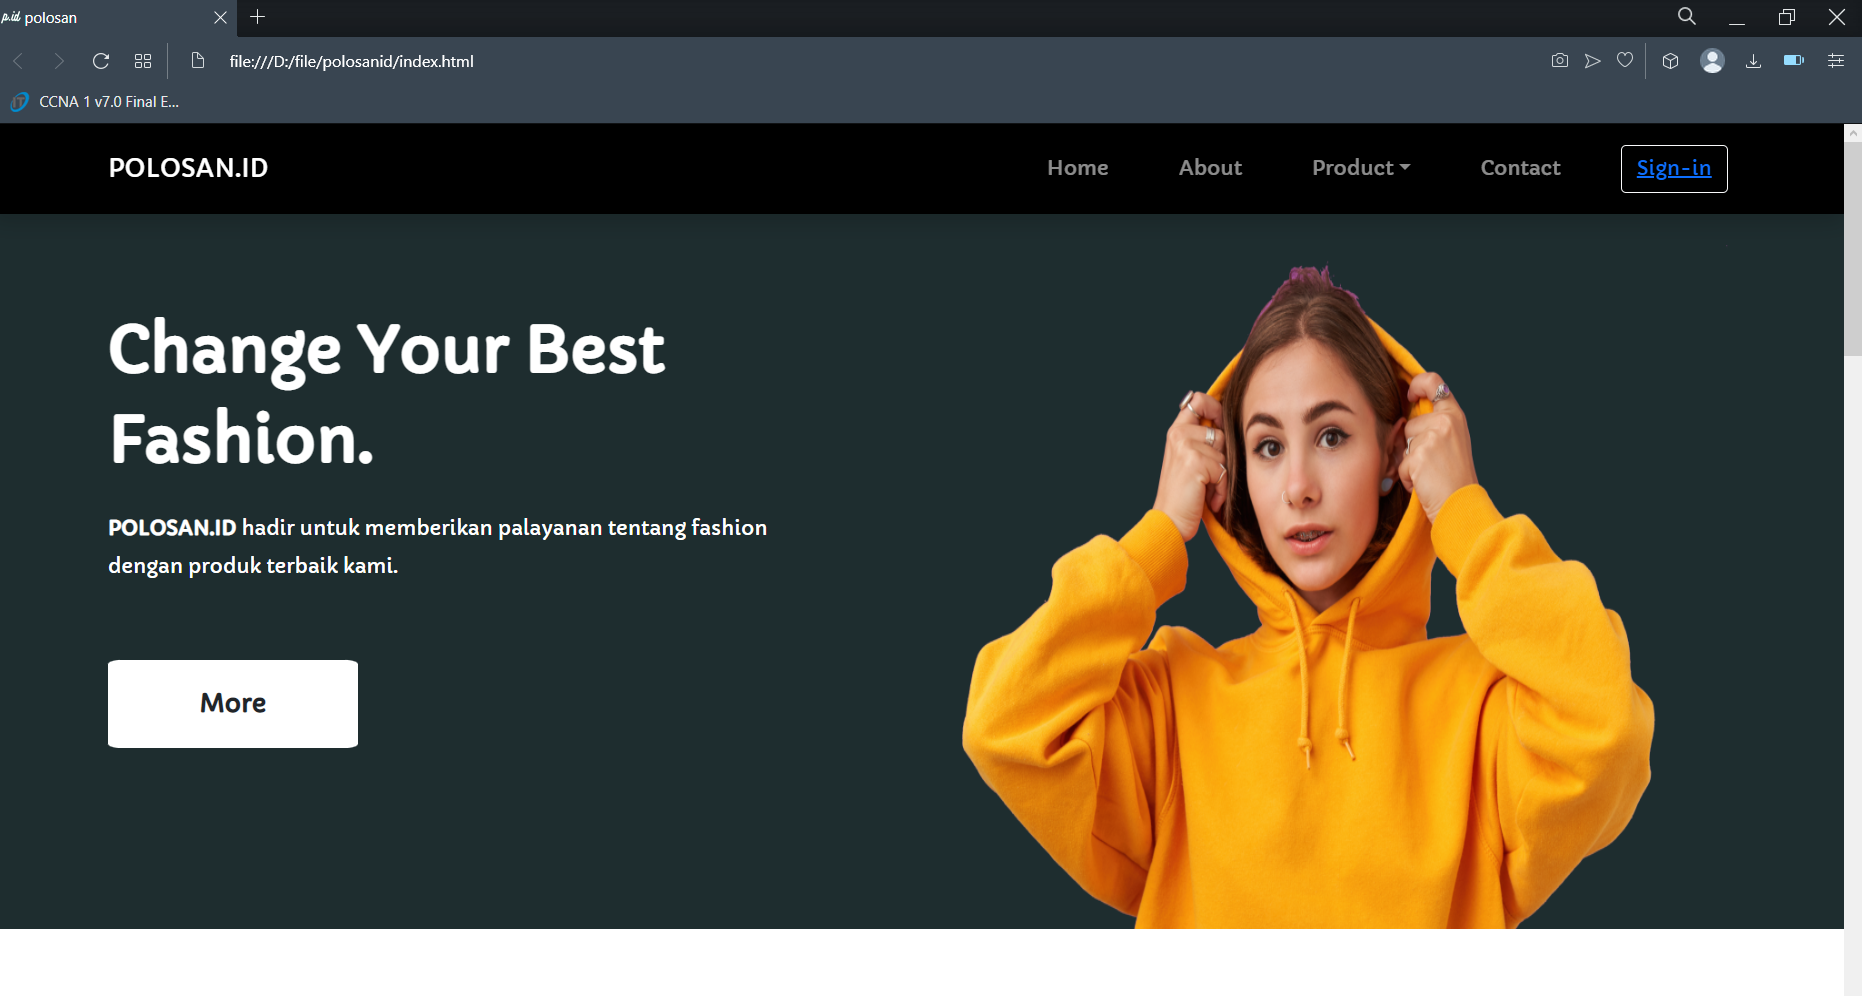 p.id polosan
file:///D:/file/polosanid/index.html
CCNA 1 v7.0 Final E...
POLOSAN.ID
Home
About
Product
Contact
Sign-in
Change Your Best
Fashion.
POLOSAN.ID hadir untuk memberikan palayanan tentang fashion
dengan produk terbaik kami.
More